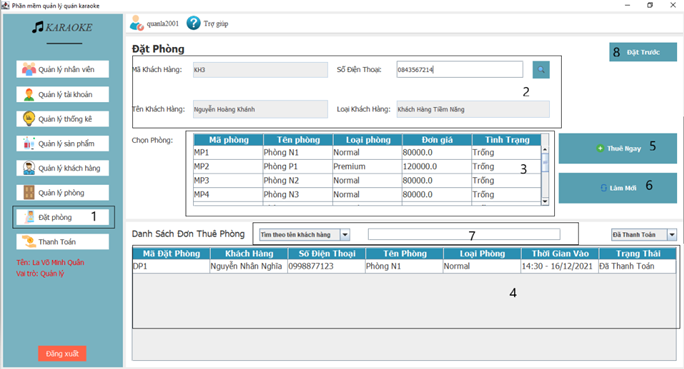 Phần mềm quản lý quán karaoke
KARAOKE
quanla2001 Trợ giúp
Đặt Phòng
8 Đặt Trước
Mã Khách Hàng: KH3 Số Điện Thoại: 0843567214
2
Tên Khách Hàng: Nguyễn Hoàng Khánh Loại Khách Hàng: Khách Hàng Tiềm Năng
Quản lý nhân viên
Quản lý tài khoản
Quản lý thống kê
Quản lý sản phẩm
Quản lý khách hàng
Quản lý phòng
Đặt phòng 1
Thanh Toán
Tên: La Võ Minh Quân
Vai trò: Quản lý
Đăng xuất
Chọn Phòng:
Mã phòng Tên phòng Loại phòng Đơn giá Tình Trạng
MP1 Phòng N1 Normal 80000.0 Trống
MP2 Phòng P1 Premium 120000.0 Trống
MP3 Phòng N2 Normal 80000.0 Trống
MP4 Phòng N3 Normal 80000.0 Trống
3
Thuê Ngay 5
Làm Mới 6
Danh Sách Đơn Thuê Phòng Tìm theo tên khách hàng 7 Đã Thanh Toán
Mã Đặt Phòng Khách Hàng Số Điện Thoại Tên Phòng Loại Phòng Thời Gian Vào Trạng Thái
DP1 Nguyễn Nhân Nghĩa 0998877123 Phòng N1 Normal 14:30 - 16/12/2021 Đã Thanh Toán
4